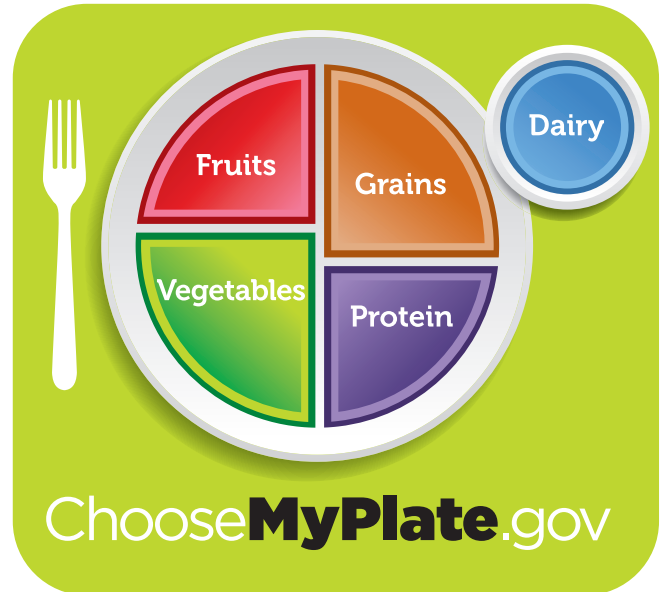 Fruits
Grains
Dairy
Vegetables
Protein
ChooseMyPlate.gov